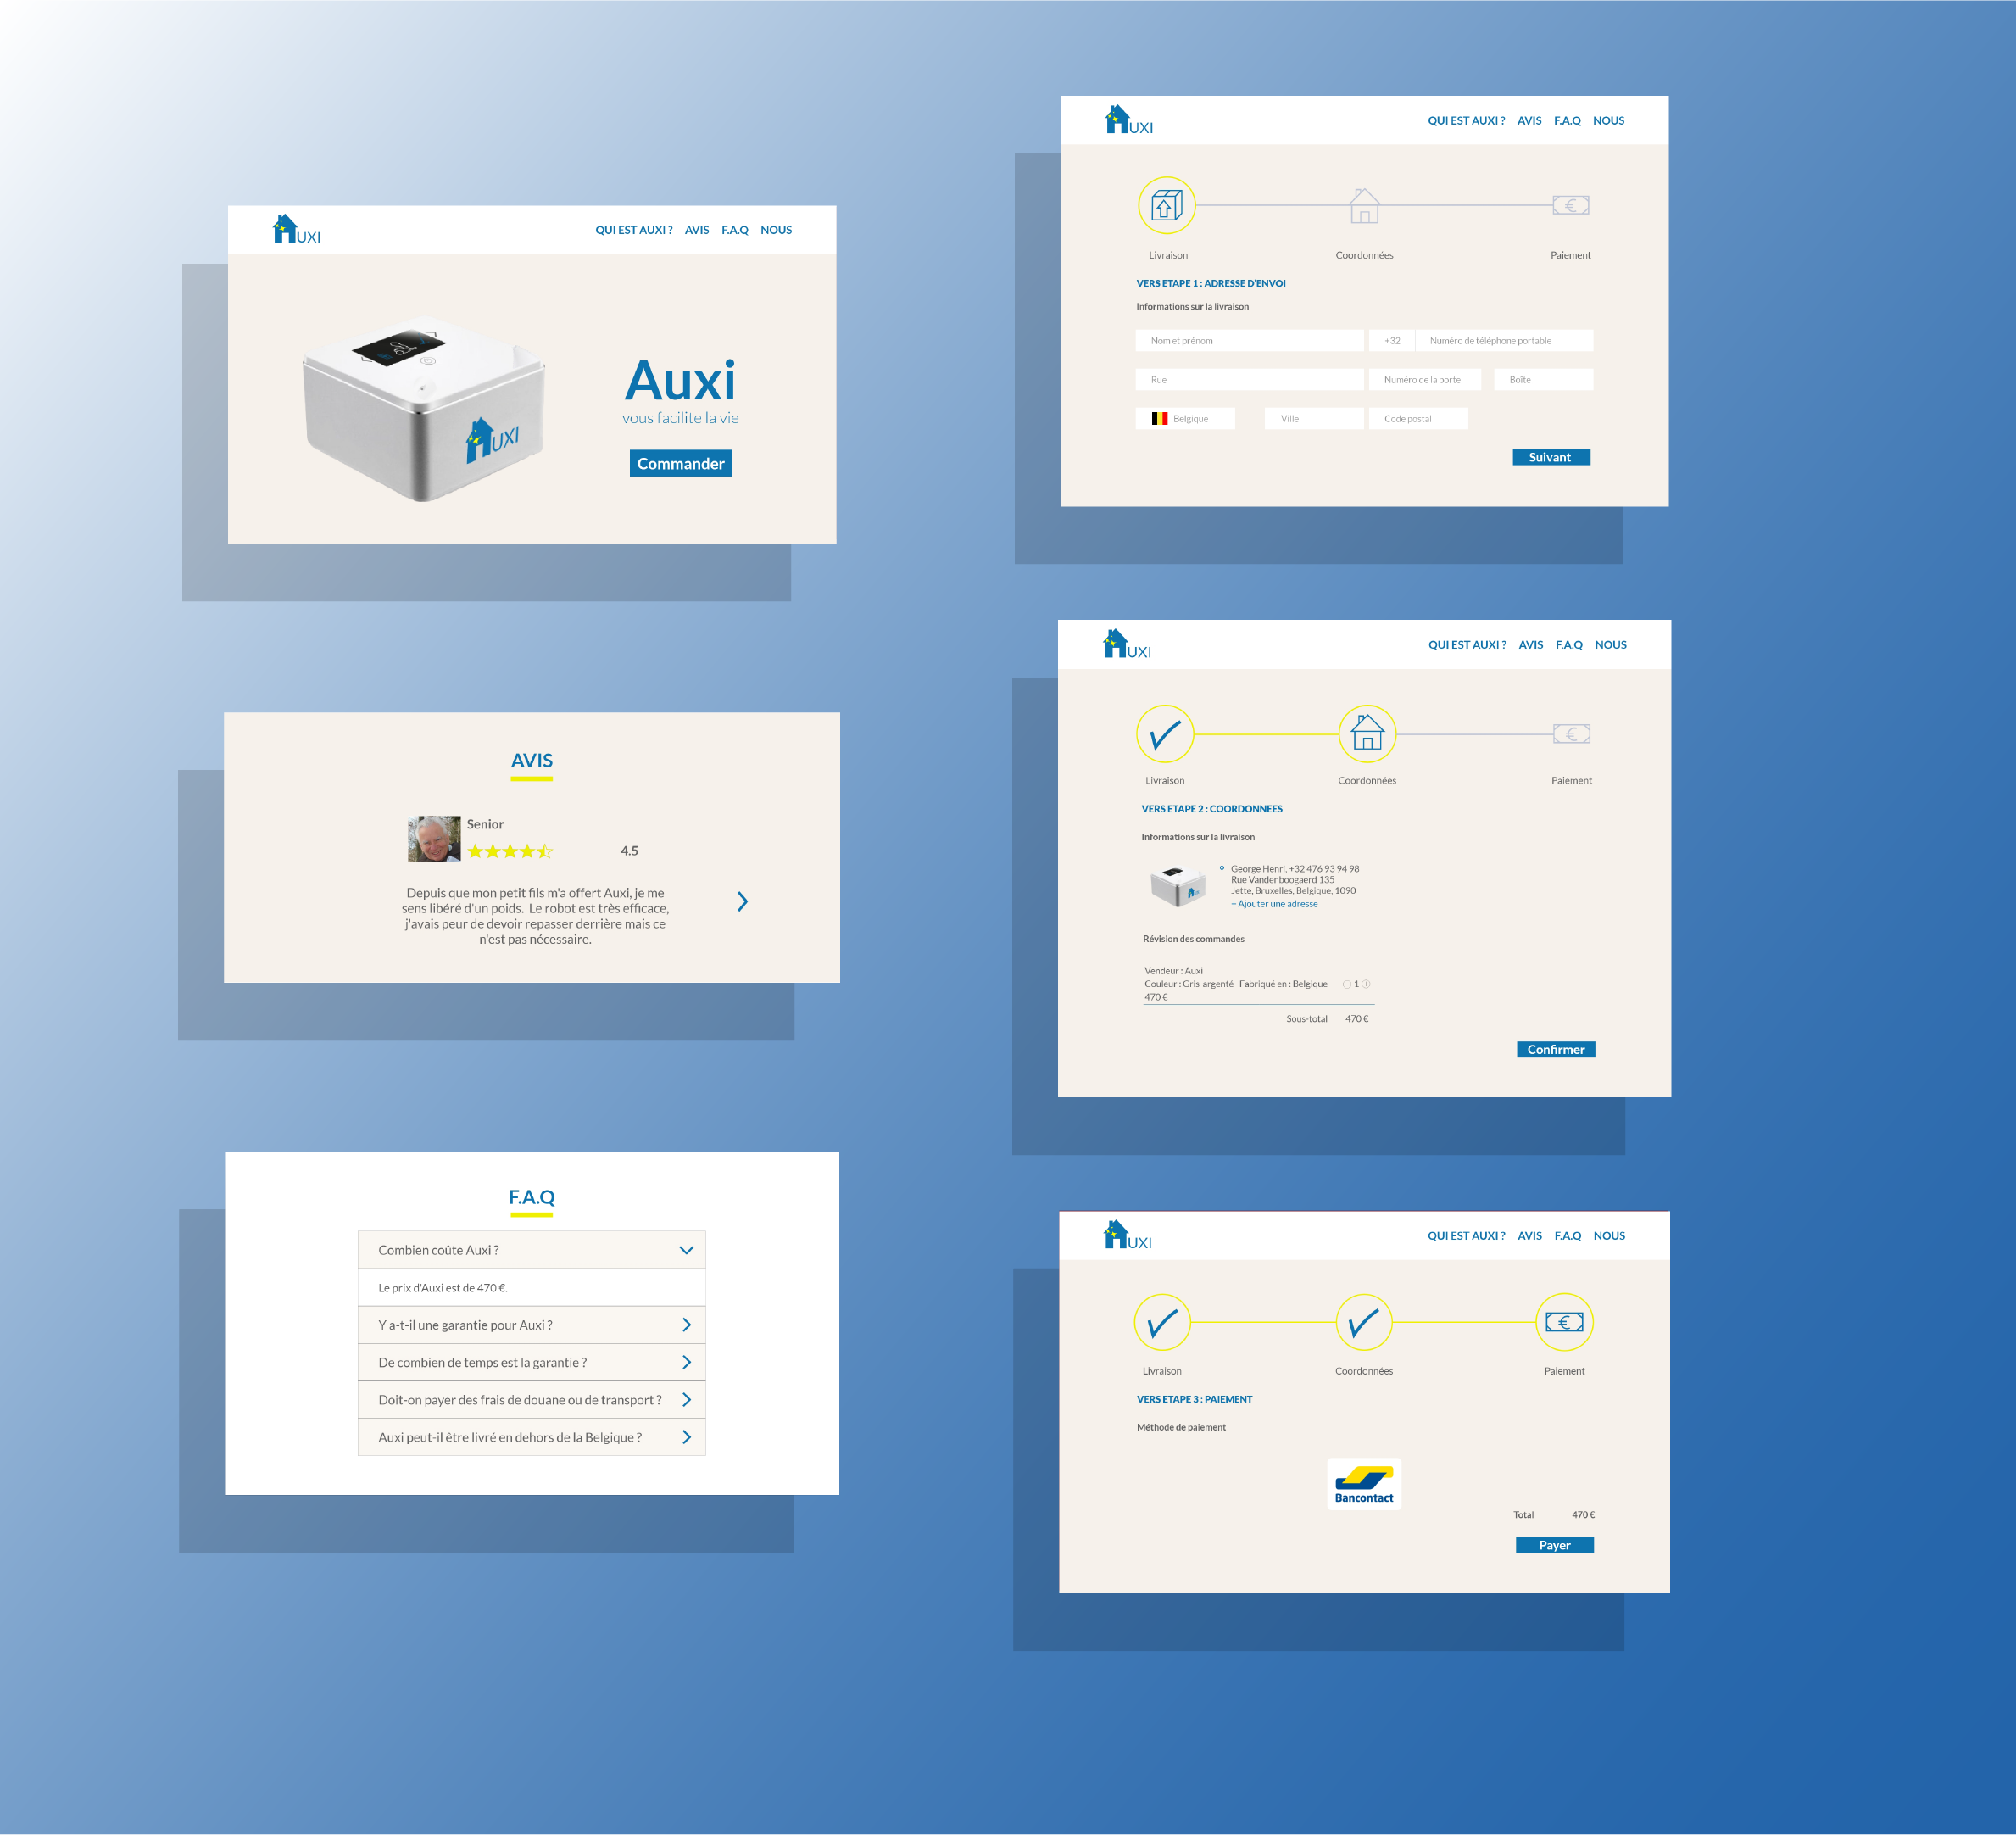 UXI
QUI EST AUXI ? AVIS F.A.Q NOUS
UXI
Auxi
vous facilite la vie
Commander
AVIS
Senior
4.5
Depuis que mon petit fils m'a offert Auxi, je me
sens libéré d'un poids. Le robot est très efficace,
j'avais peur de devoir repasser derrière mais ce
n'est pas nécessaire.
F.A.Q
Combien coûte Auxi ?
Le prix d'Auxi est de 470 €.
Y a-t-il une garantie pour Auxi ?
De combien de temps est la garantie ?
Doit-on payer des frais de douane ou de transport ?
Auxi peut-il être livré en dehors de la Belgique ?
UXI
QUI EST AUXI ? AVIS F.A.Q NOUS
Livraison Coordonnées Paiement
VERS ETAPE 1 : ADRESSE D'ENVOI
Informations sur la livraison
Nom et prénom +32 Numéro de téléphone portable
Rue Numéro de la porte Boîte
Belgique Ville Code postal
Suivant
UXI
QUI EST AUXI ? AVIS F.A.Q NOUS
Livraison Coordonnées Paiement
VERS ETAPE 2 : COORDONNEES
Informations sur la livraison
George Henri, +32 476 93 94 98
Rue Vandenboogaerd 135
Jette, Bruxelles, Belgique, 1090
+ Ajouter une adresse
Révision des commandes
Vendeur : Auxi
Couleur : Gris-argenté Fabriqué en : Belgique - 1 +
470 €
Sous-total 470 €
Confirmer
UXI
QUI EST AUXI ? AVIS F.A.Q NOUS
€
Livraison Coordonnées Paiement
VERS ETAPE 3 : PAIEMENT
Méthode de paiement
Bancontact
Total 470 €
Payer